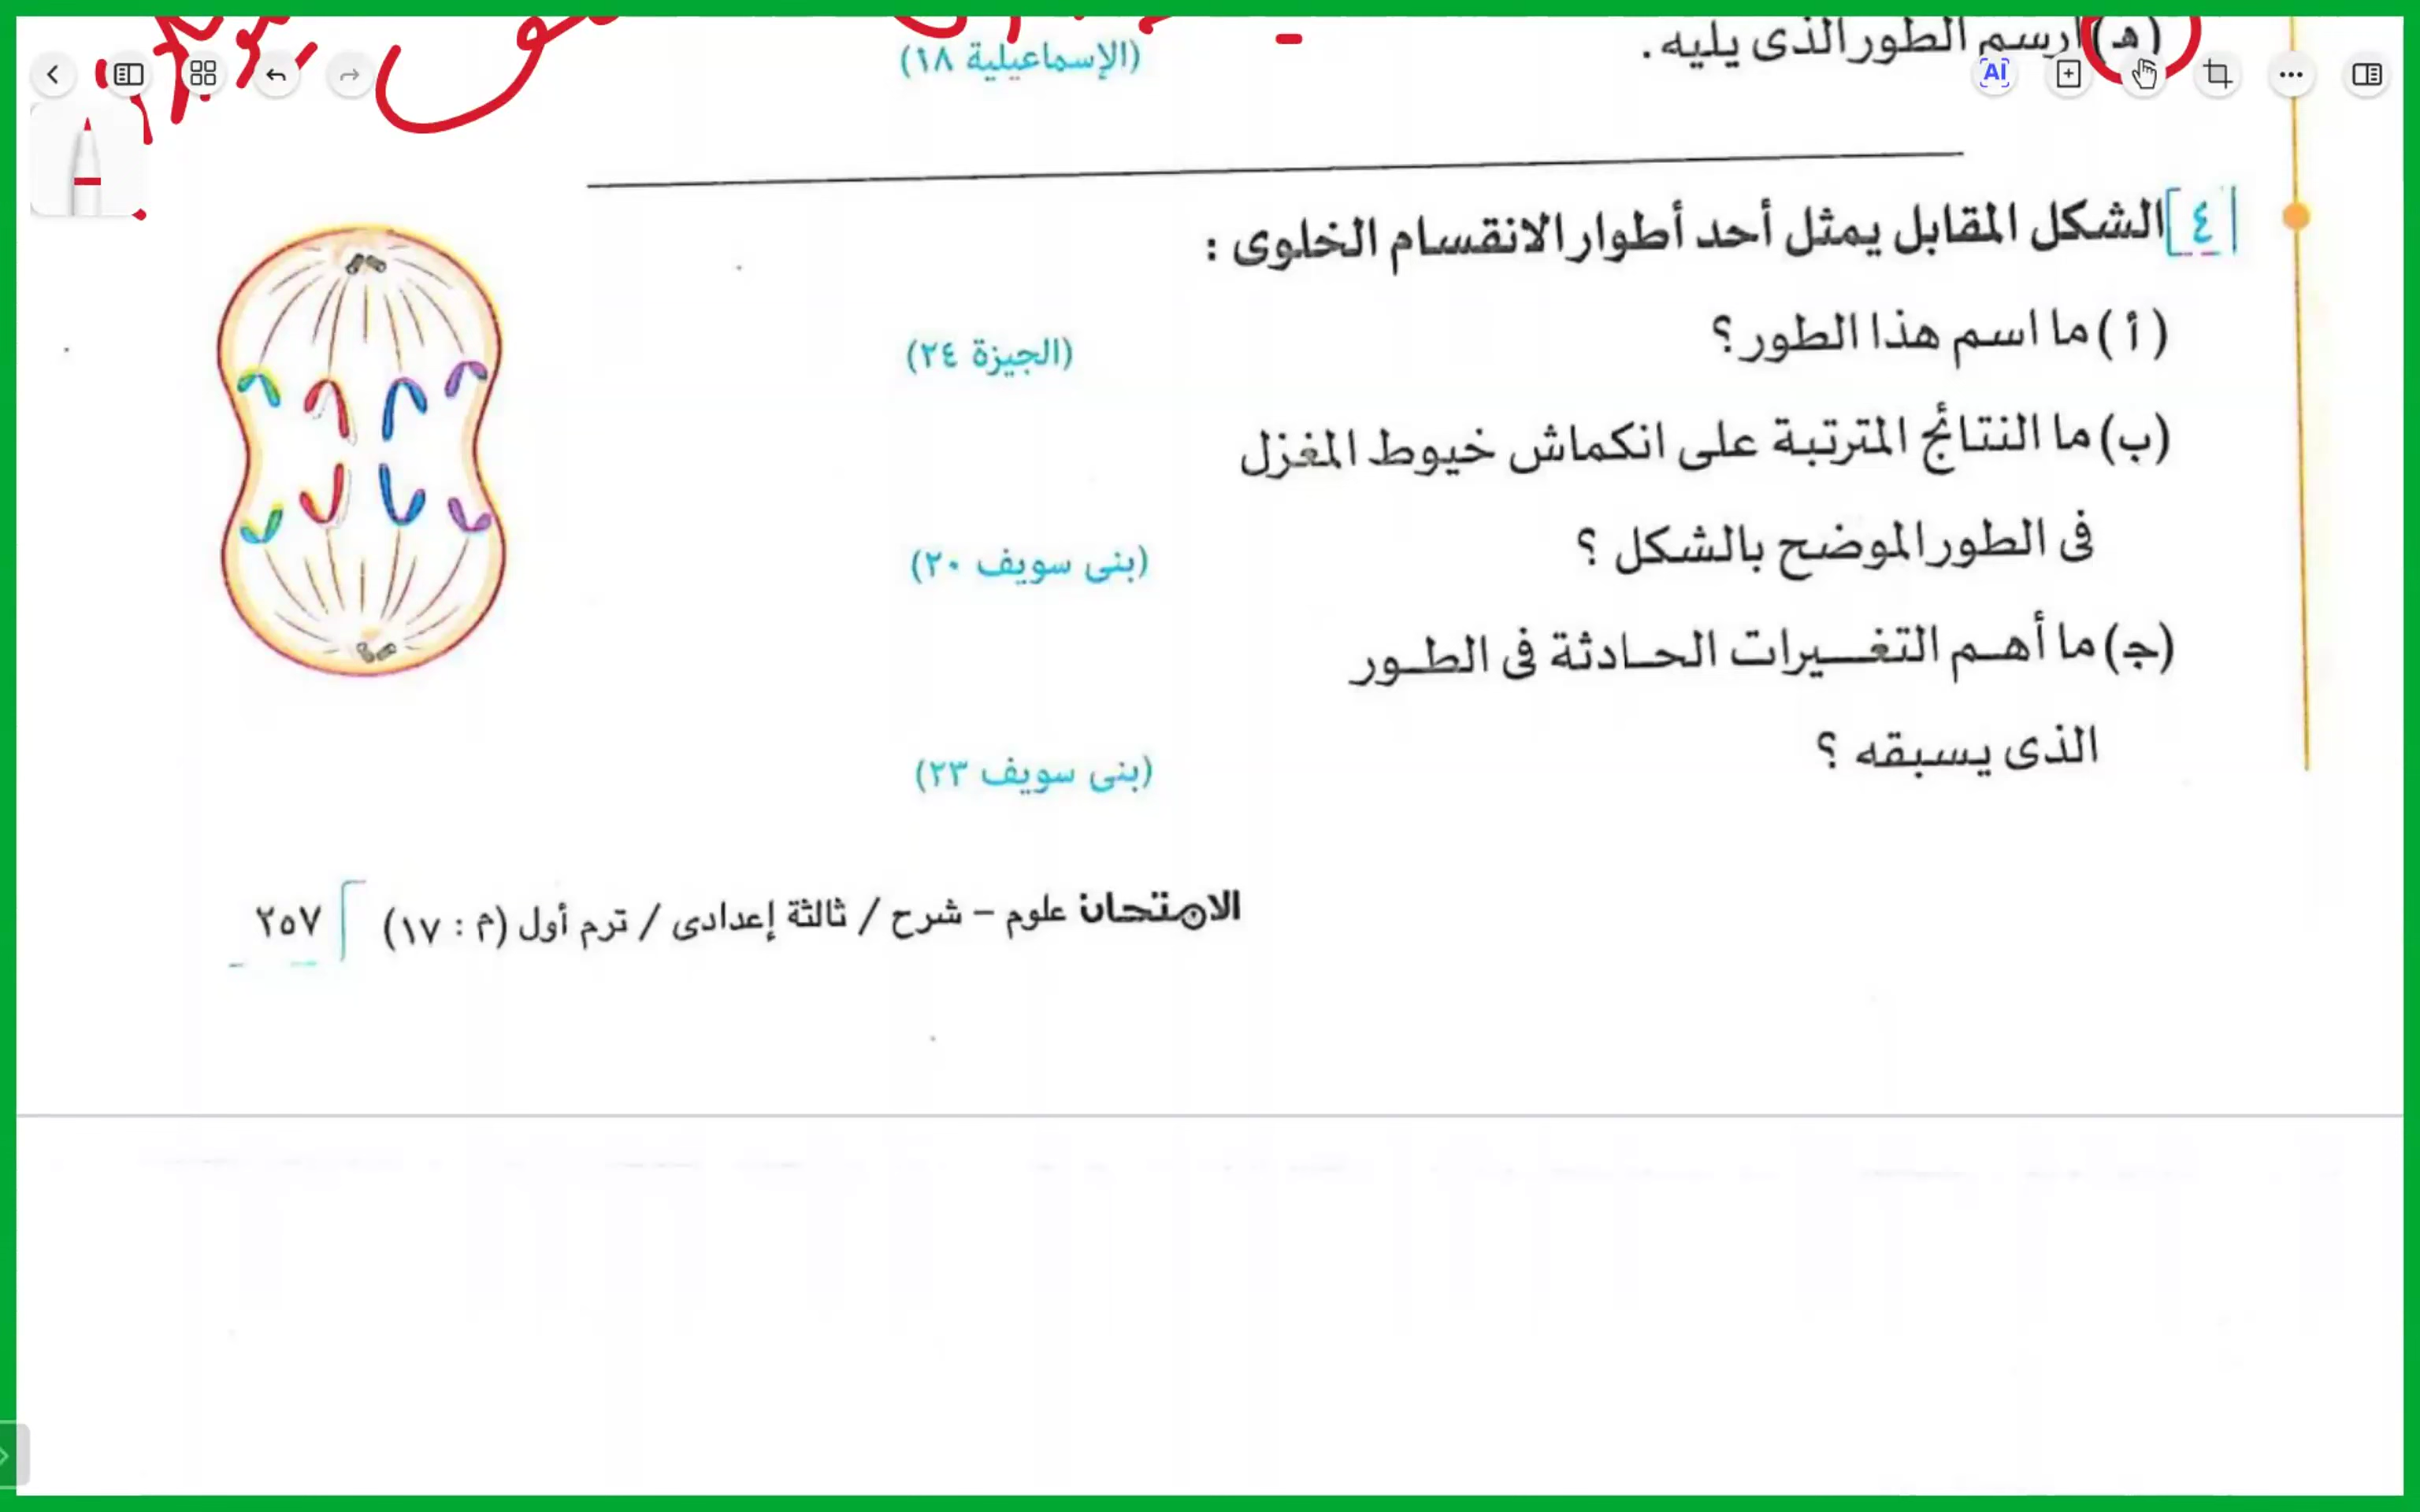 (هـ) ارسم الطور الذى يليه . (الإسماعيلية ١٨)
AI
[٤] الشكل المقابل يمثل أحد أطوار الانقسام الخلوى :
( أ ) ما اسم هذا الطور ؟ (الجيزة ٢٤)
(ب) ما النتائج المترتبة على انكماش خيوط المغزل
فى الطور الموضح بالشكل ؟ (بنى سويف ٢٠)
(جـ) ما أهـم التغـــيرات الحـادثة فى الطـور
الذى يسبقه ؟ (بنى سويف ٢٣)
الامتحان علوم – شرح / ثالثة إعدادى / ترم أول (م : ١٧) ٢٥٧